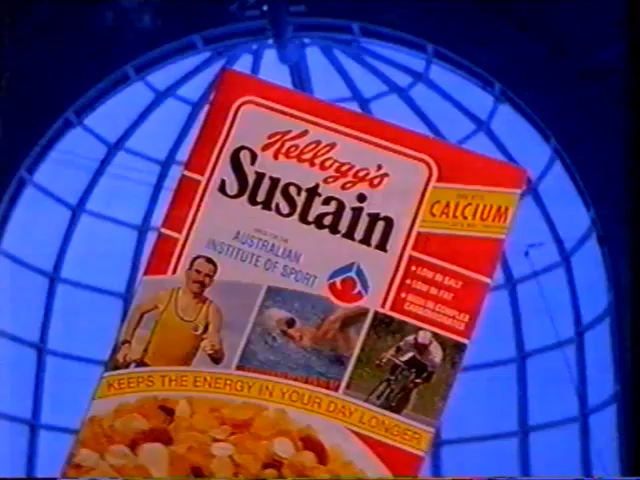 Kellogg's
Sustain
CALCIUM
AUSTRALIAN
INSTITUTE OF SPORT
• LOW IN SALT
• LOW IN FAT
• HIGH IN COMPLEX
CARBOHYDRATES
KEEPS THE ENERGY IN YOUR DAY LONGER